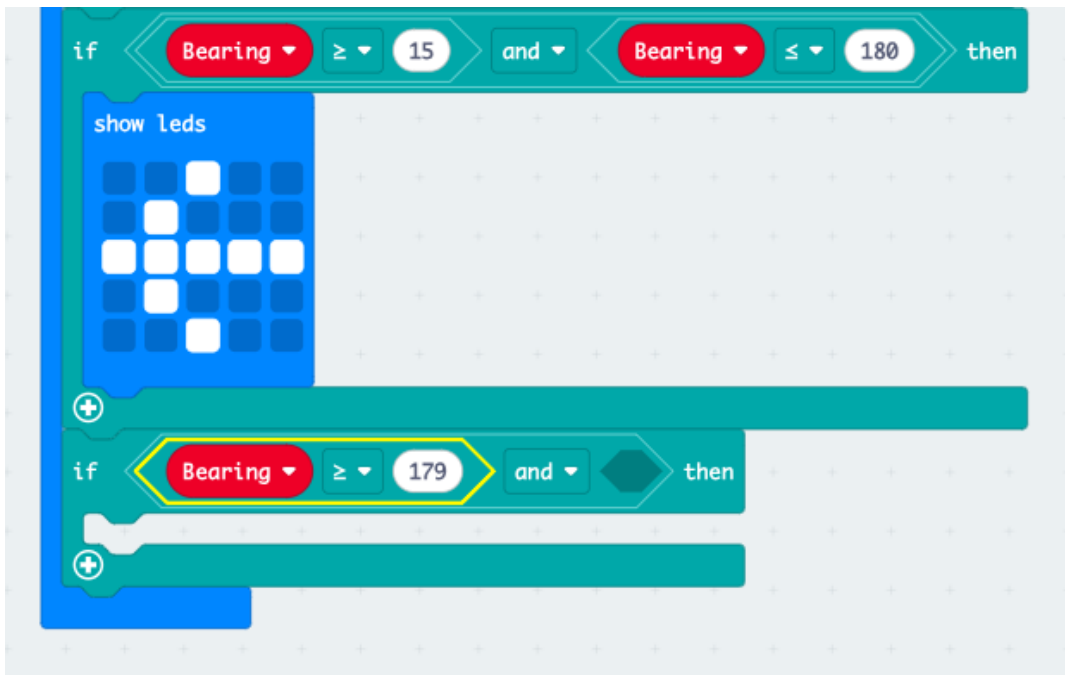 if Bearing ≥ 15 and Bearing ≤ 180 then
show leds
if Bearing ≥ 179 and then